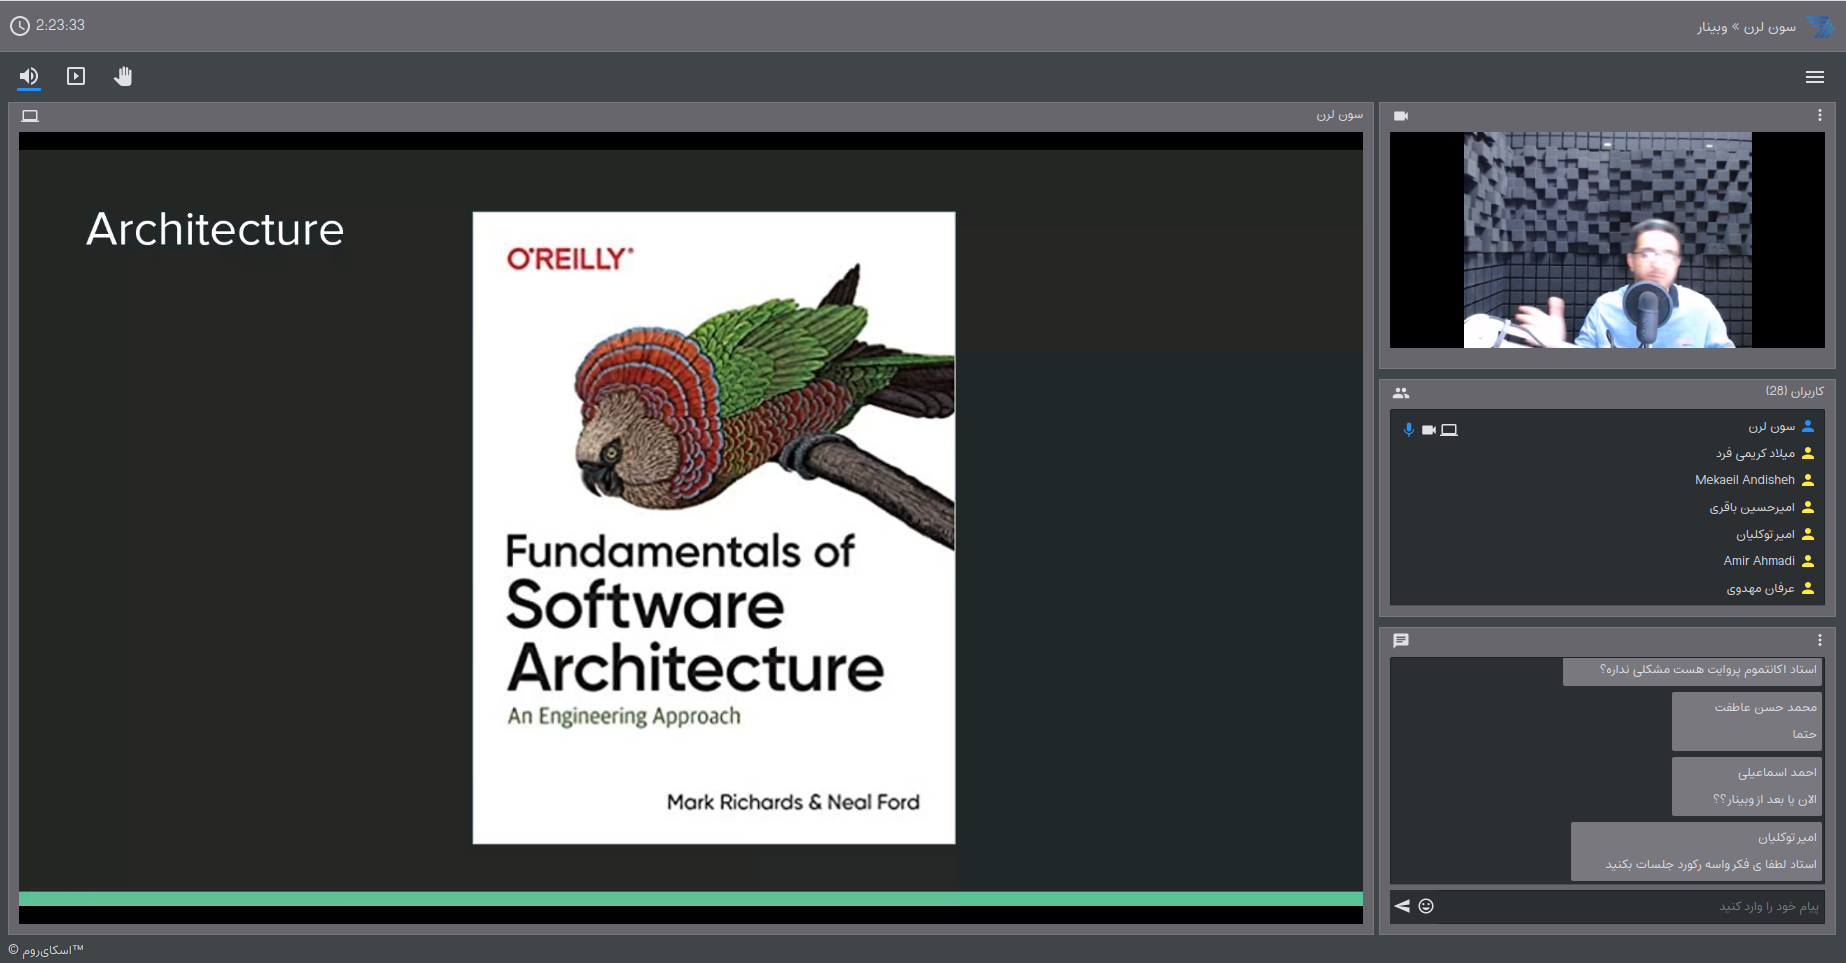 2:23:33
سون لرن » وبینار
سون لرن
Architecture
O'REILLY®
Fundamentals of
Software
Architecture
An Engineering Approach
Mark Richards & Neal Ford
کاربران (28)
سون لرن
میلاد کریمی فرد
Mekaeil Andisheh
امیرحسین باقری
امیر توکلیان
Amir Ahmadi
عرفان مهدوی
استاد اکانتموم پروایت هست مشکلی نداره؟
محمد حسن عاطفت
حتما
احمد اسماعیلی
الان یا بعد از وبینار؟؟
امیر توکلیان
استاد لطفا ی فکر واسه رکورد جلسات بکنید
پیام خود را وارد کنید
© اسکای‌روم™